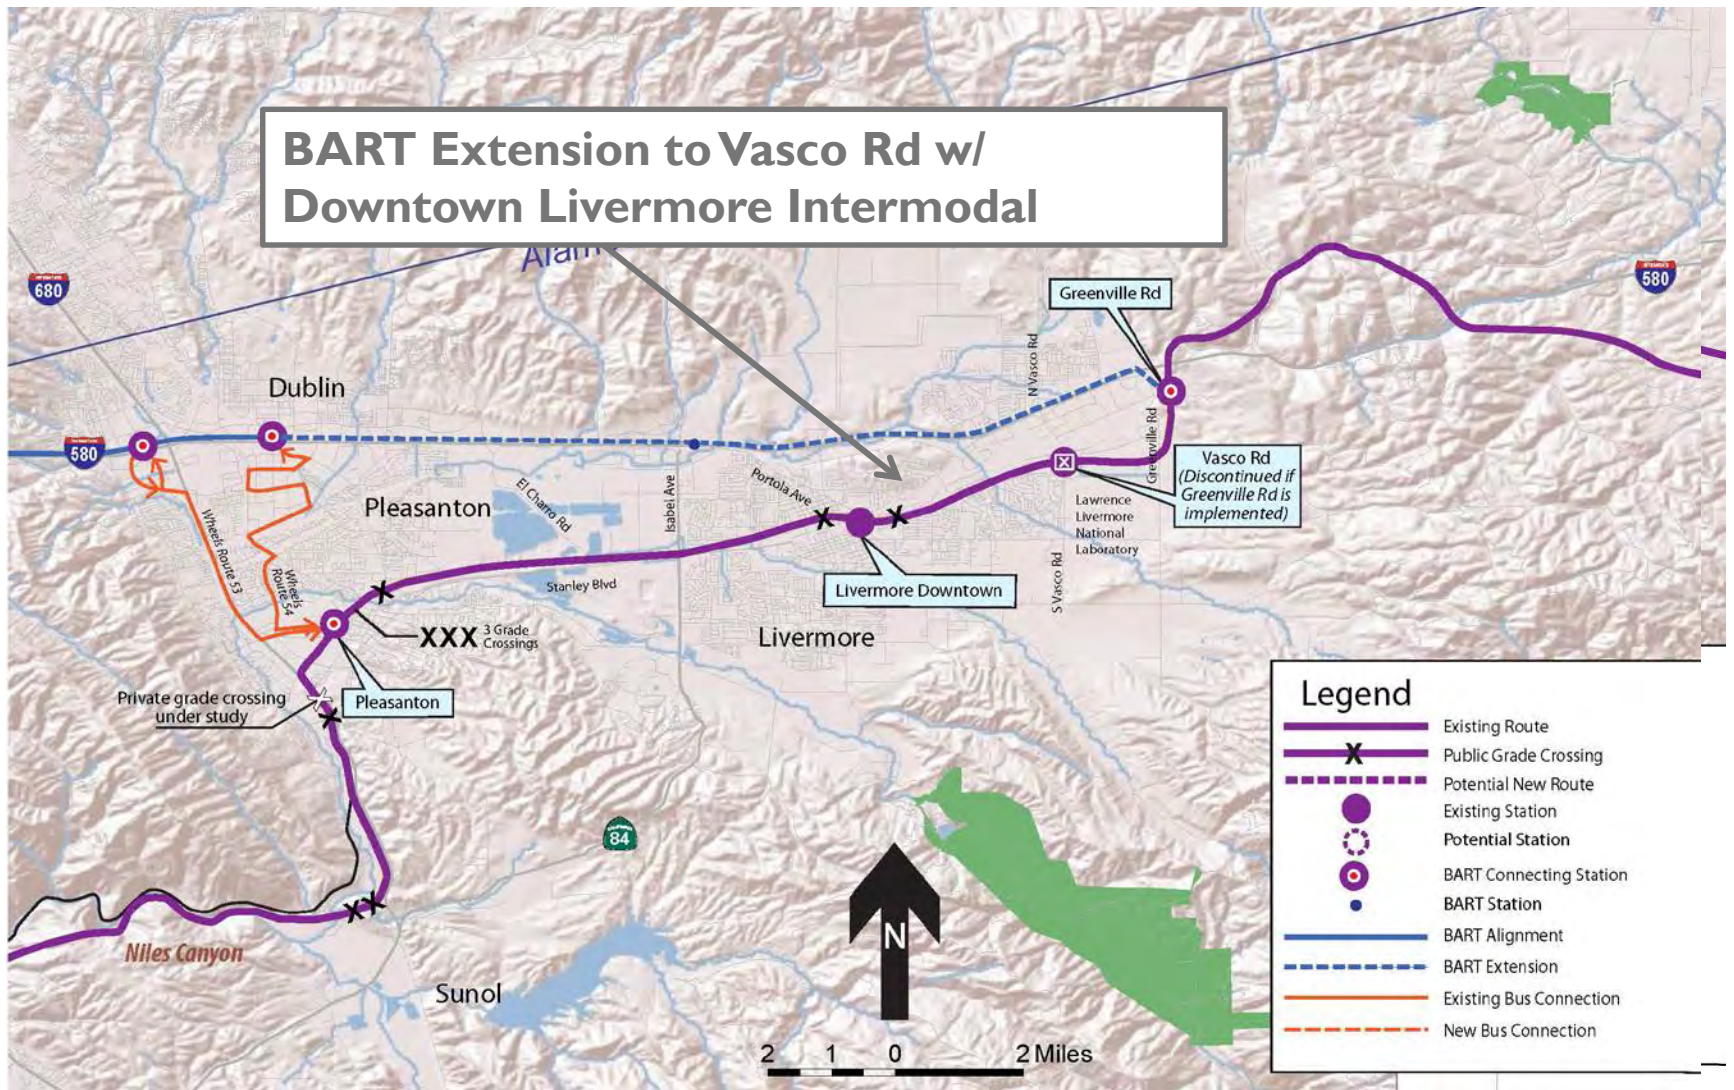 BART Extension to Vasco Rd w/
Downtown Livermore Intermodal
Alam
680
580
Greenville Rd
N Vasco Rd
Dublin
580
Greenville Rd
Vasco Rd
(Discontinued if
Greenville Rd is
implemented)
Portola Ave
Isabel Ave
El Charro Rd
Pleasanton
Lawrence
Livermore
National
Laboratory
Wheels Route 53
Wheels
Route 54
Stanley Blvd
S Vasco Rd
Livermore Downtown
XXX 3 Grade
Crossings
Livermore
Private grade crossing
under study
Pleasanton
84
Niles Canyon
Sunol
N
2 1 0 2 Miles
Legend
Existing Route
X Public Grade Crossing
Potential New Route
Existing Station
Potential Station
BART Connecting Station
BART Station
BART Alignment
BART Extension
Existing Bus Connection
New Bus Connection